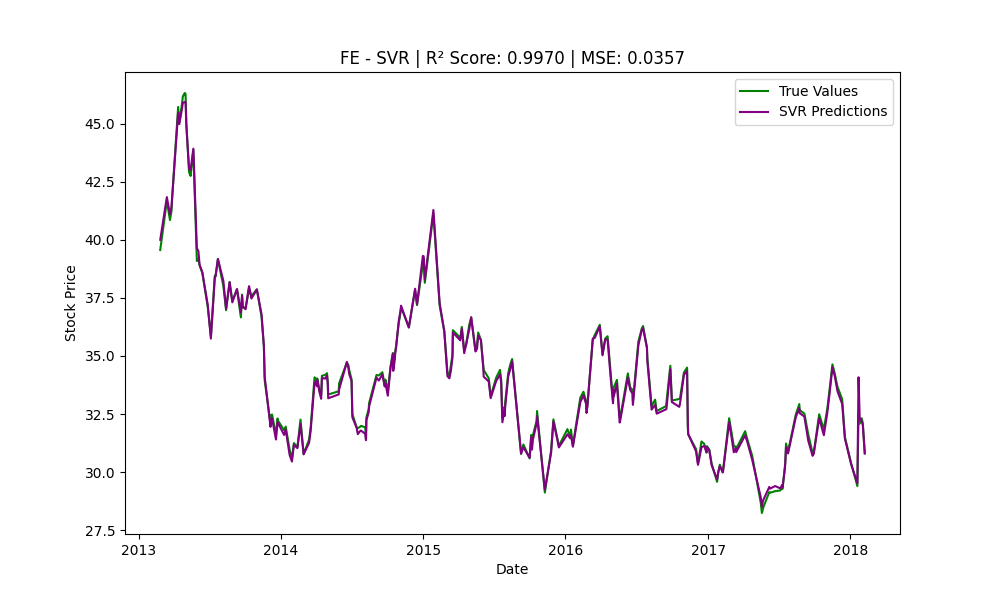 FE - SVR | R² Score: 0.9970 | MSE: 0.0357
True Values
SVR Predictions
Stock Price
45.0
42.5
40.0
37.5
35.0
32.5
30.0
27.5
2013 2014 2015 2016 2017 2018
Date